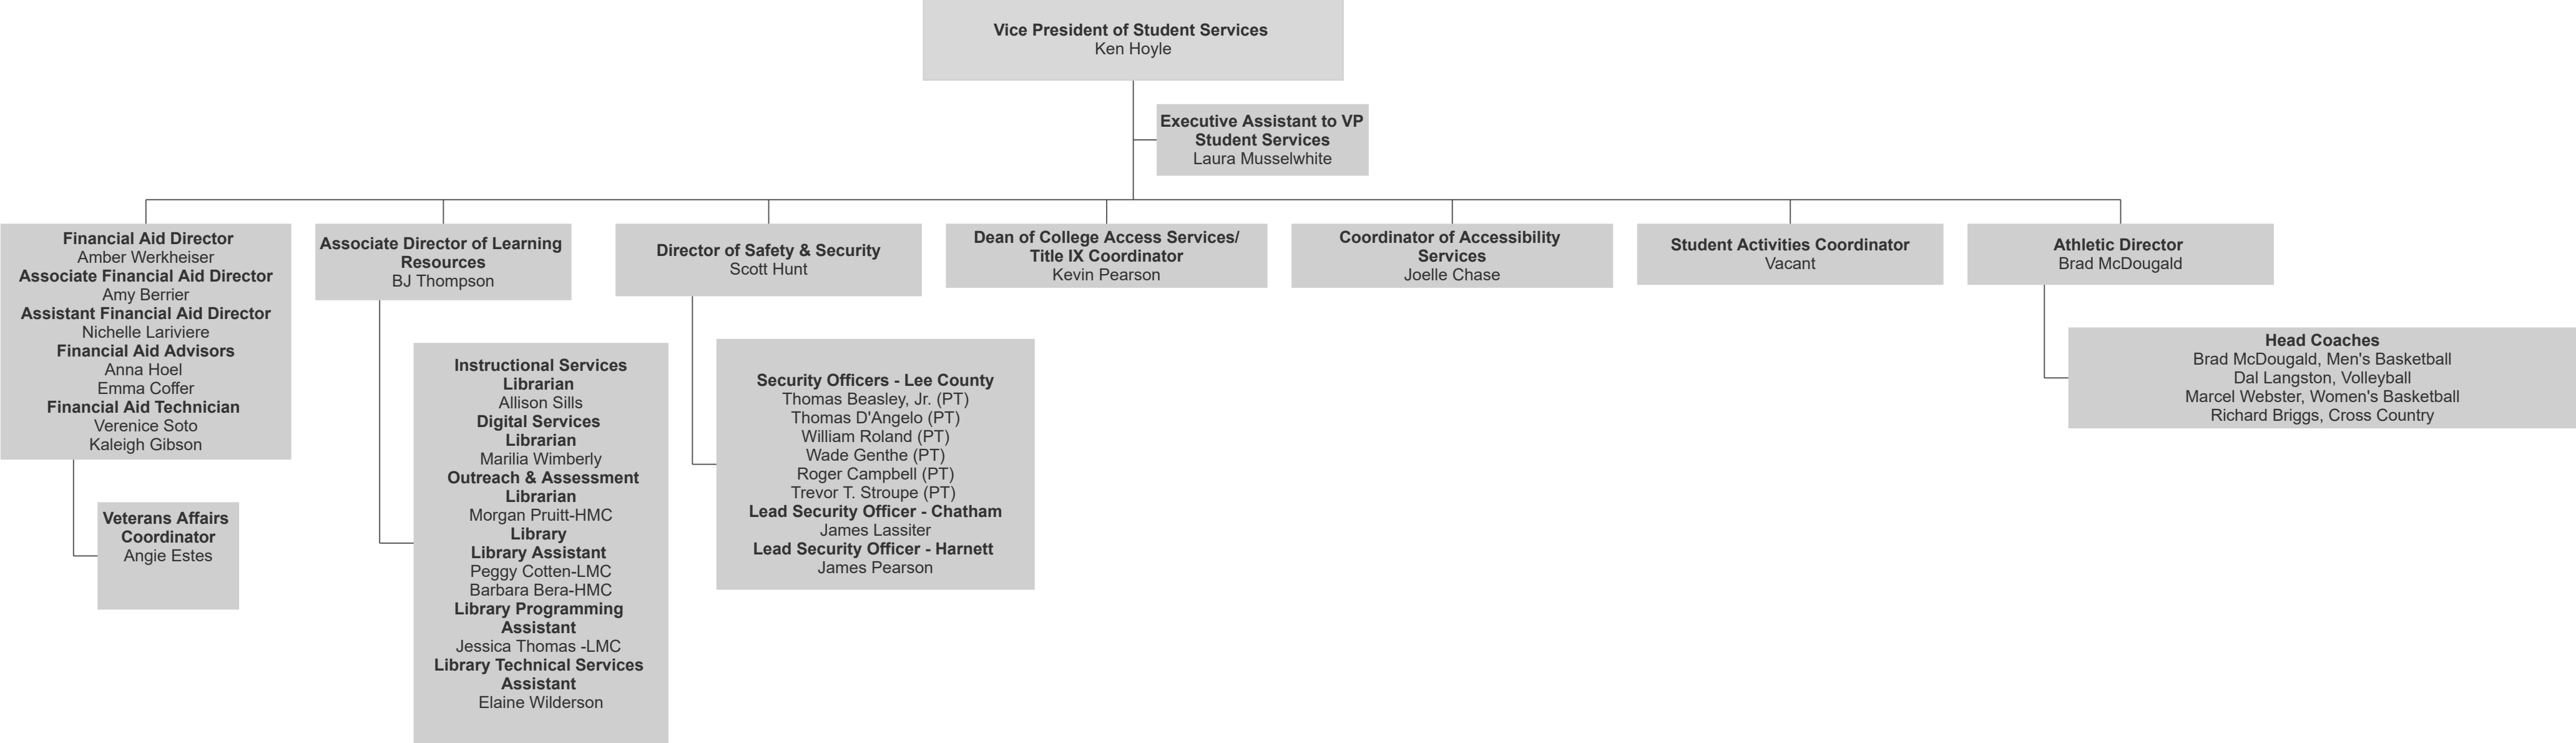 Vice President of Student Services
Ken Hoyle
Executive Assistant to VP
Student Services
Laura Musselwhite
Financial Aid Director
Amber Werkheiser
Associate Financial Aid Director
Amy Berrier
Assistant Financial Aid Director
Nichelle Lariviere
Financial Aid Advisors
Anna Hoel
Emma Coffer
Financial Aid Technician
Verenice Soto
Kaleigh Gibson
Veterans Affairs
Coordinator
Angie Estes
Associate Director of Learning
Resources
BJ Thompson
Instructional Services
Librarian
Allison Sills
Digital Services
Librarian
Marilia Wimberly
Outreach & Assessment
Librarian
Morgan Pruitt-HMC
Library
Library Assistant
Peggy Cotten-LMC
Barbara Bera-HMC
Library Programming
Assistant
Jessica Thomas -LMC
Library Technical Services
Assistant
Elaine Wilderson
Director of Safety & Security
Scott Hunt
Security Officers - Lee County
Thomas Beasley, Jr. (PT)
Thomas D'Angelo (PT)
William Roland (PT)
Wade Genthe (PT)
Roger Campbell (PT)
Trevor T. Stroupe (PT)
Lead Security Officer - Chatham
James Lassiter
Lead Security Officer - Harnett
James Pearson
Dean of College Access Services/
Title IX Coordinator
Kevin Pearson
Coordinator of Accessibility
Services
Joelle Chase
Student Activities Coordinator
Vacant
Athletic Director
Brad McDougald
Head Coaches
Brad McDougald, Men's Basketball
Dal Langston, Volleyball
Marcel Webster, Women's Basketball
Richard Briggs, Cross Country